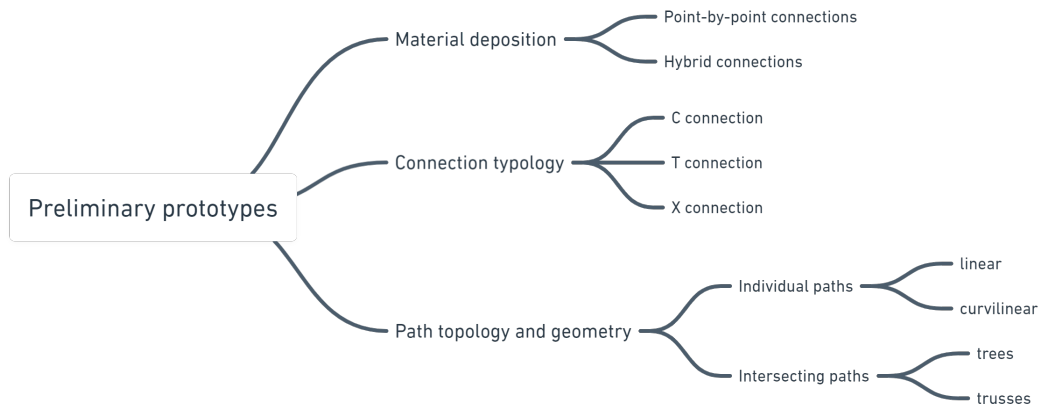 Preliminary prototypes
Material deposition
Point-by-point connections
Hybrid connections
Connection typology
C connection
T connection
X connection
Path topology and geometry
Individual paths
linear
curvilinear
Intersecting paths
trees
trusses